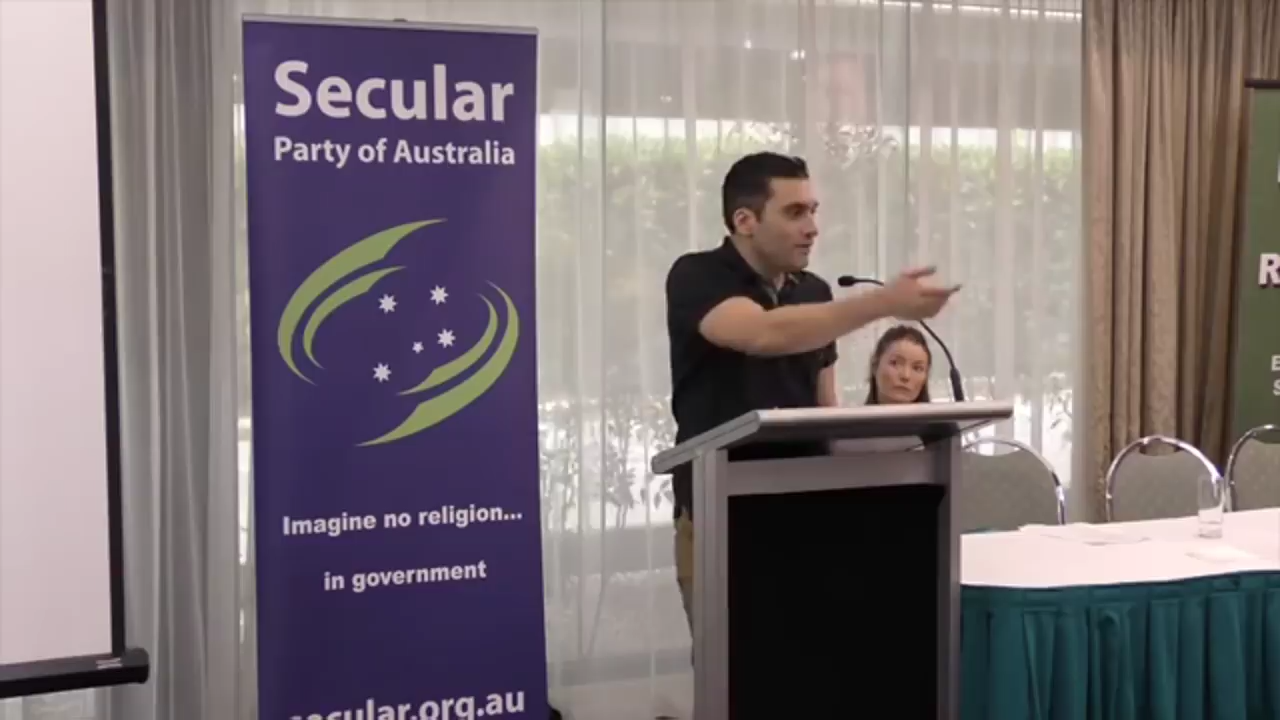 Secular
Party of Australia
Imagine no religion...
in government
secular.org.au